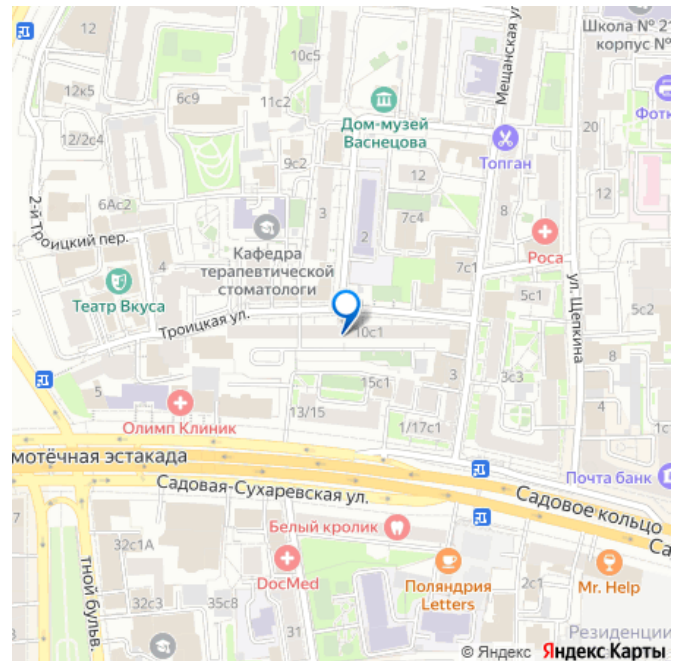 12
10с5
Мещанская ул
Школа № 21
корпус №
12к5
6с9
11с2
Дом-музей
Васнецова
Фотк
20
Топган
12/2с4
9с2
12
12
2-й Троицкий пер.
6Ас2
3
7с4
8
2
Кафедра
терапевтической
стоматологи
Роса
4
7с1
ул. Щепкина
Театр Вкуса
5с1
5с2
Троицкая ул.
10с1
8
5
15с1
3
3с3
13/15
4
Олимп Клиник
1/17с1
1с
мотёчная эстакада
Почта банк
Садовая-Сухаревская ул.
Садовое кольцо
Са
Белый кролик
32с1А
тной бульв.
DocMed
Поляндрия
Letters
2с1
Mr. Help
32с3
35с8
31
Резиденции
© Яндекс Яндекс Карты